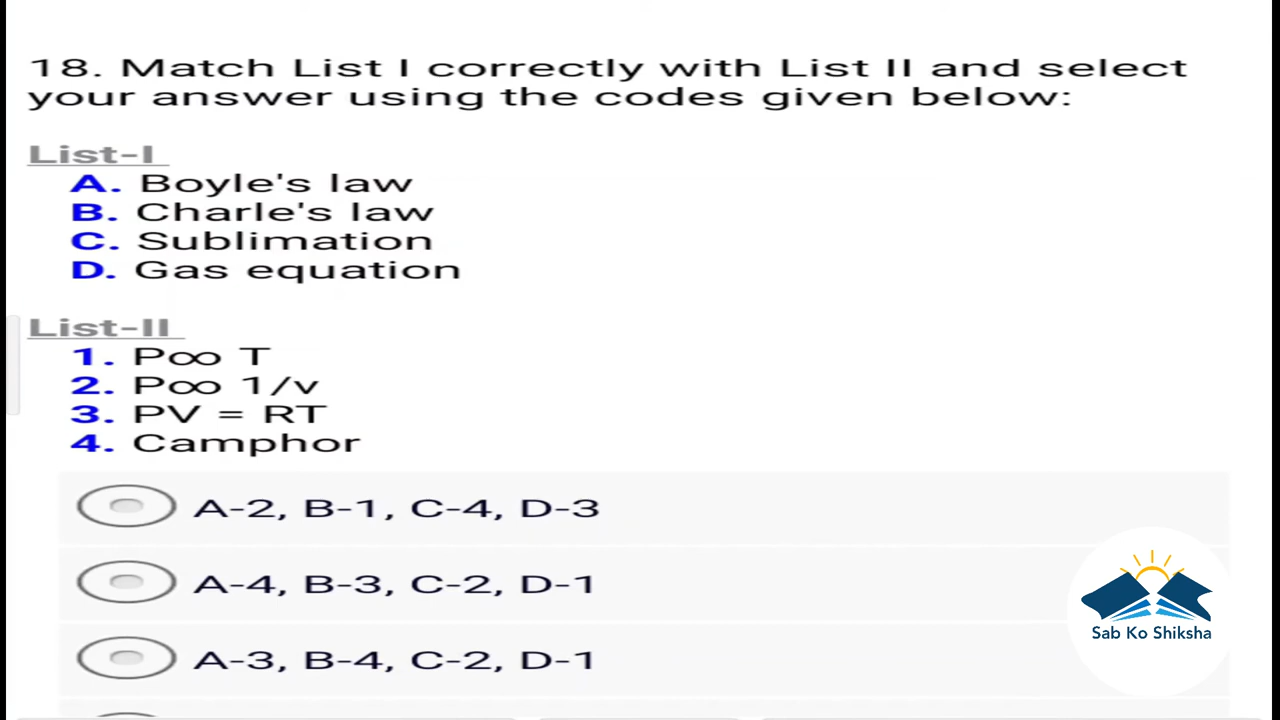 18. Match List I correctly with List II and select
your answer using the codes given below:
List-I
A. Boyle's law
B. Charle's law
C. Sublimation
D. Gas equation
List-II
1. P∞ T
2. P∞ 1/v
3. PV = RT
4. Camphor
A-2, B-1, C-4, D-3
A-4, B-3, C-2, D-1
A-3, B-4, C-2, D-1
Sab Ko Shiksha